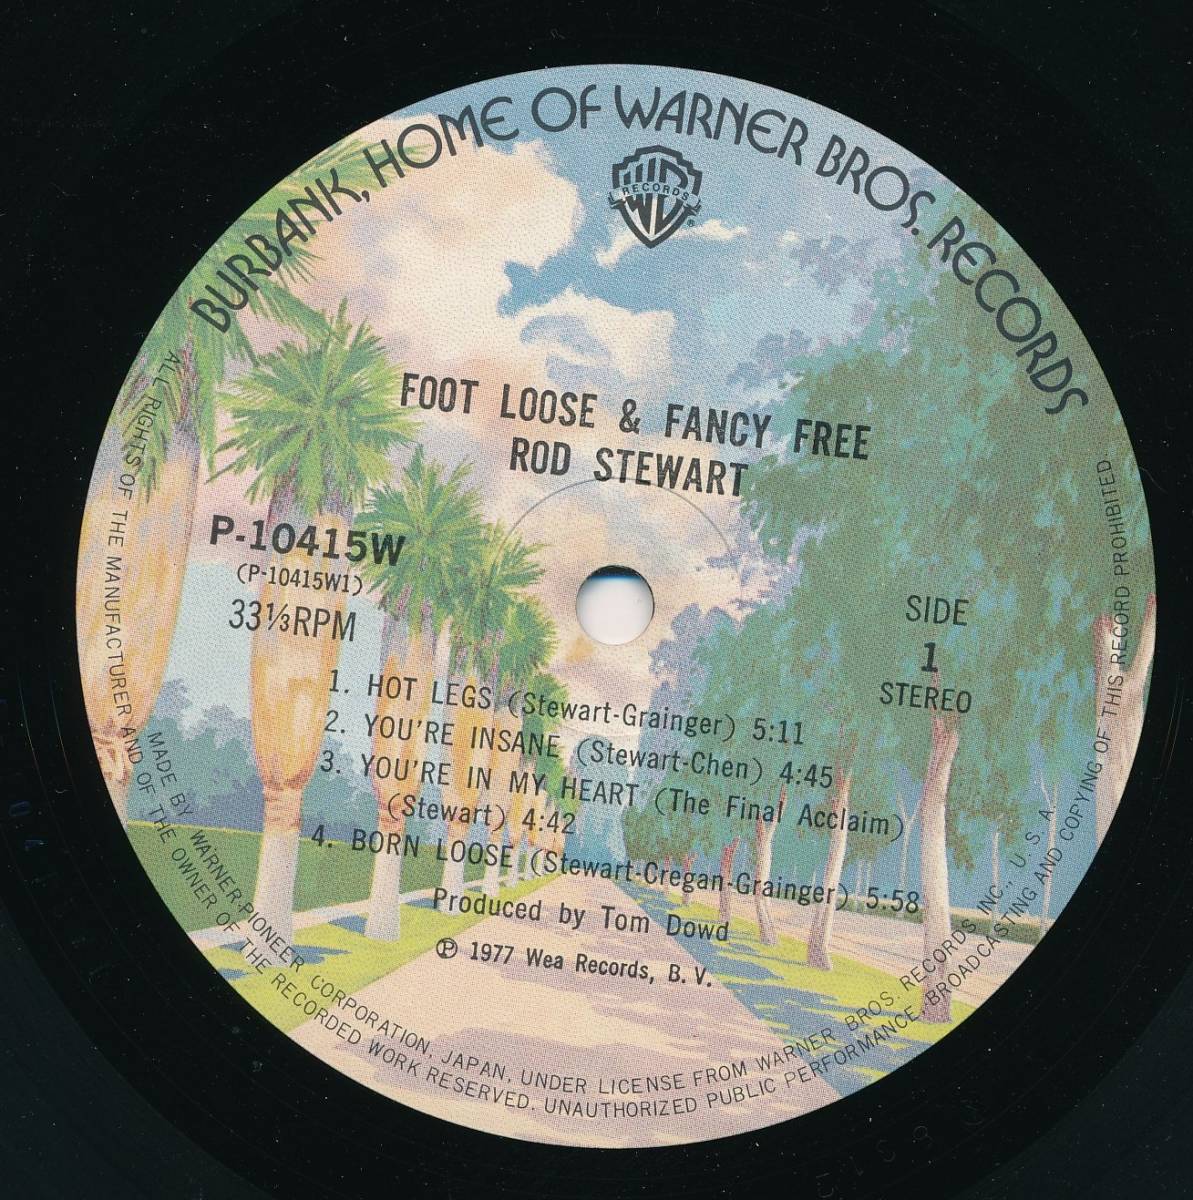 BURBANK, HOME OF WARNER BROS. RECORDS
RECORDS
®
FOOT LOOSE & FANCY FREE
ROD STEWART
P-10415W
(P-10415W1)
33⅓RPM
SIDE
1
STEREO
1. HOT LEGS (Stewart-Grainger) 5:11
2. YOU'RE INSANE (Stewart-Chen) 4:45
3. YOU'RE IN MY HEART (The Final Acclaim)
(Stewart) 4:42
4. BORN LOOSE (Stewart-Cregan-Grainger) 5:58
Produced by Tom Dowd
℗ 1977 Wea Records, B.V.
MADE BY WARNER-PIONEER CORPORATION, JAPAN, UNDER LICENSE FROM WARNER BROS. RECORDS INC., U.S.A.
ALL RIGHTS OF THE MANUFACTURER AND OF THE OWNER OF THE RECORDED WORK RESERVED. UNAUTHORIZED PUBLIC PERFORMANCE, BROADCASTING AND COPYING OF THIS RECORD PROHIBITED